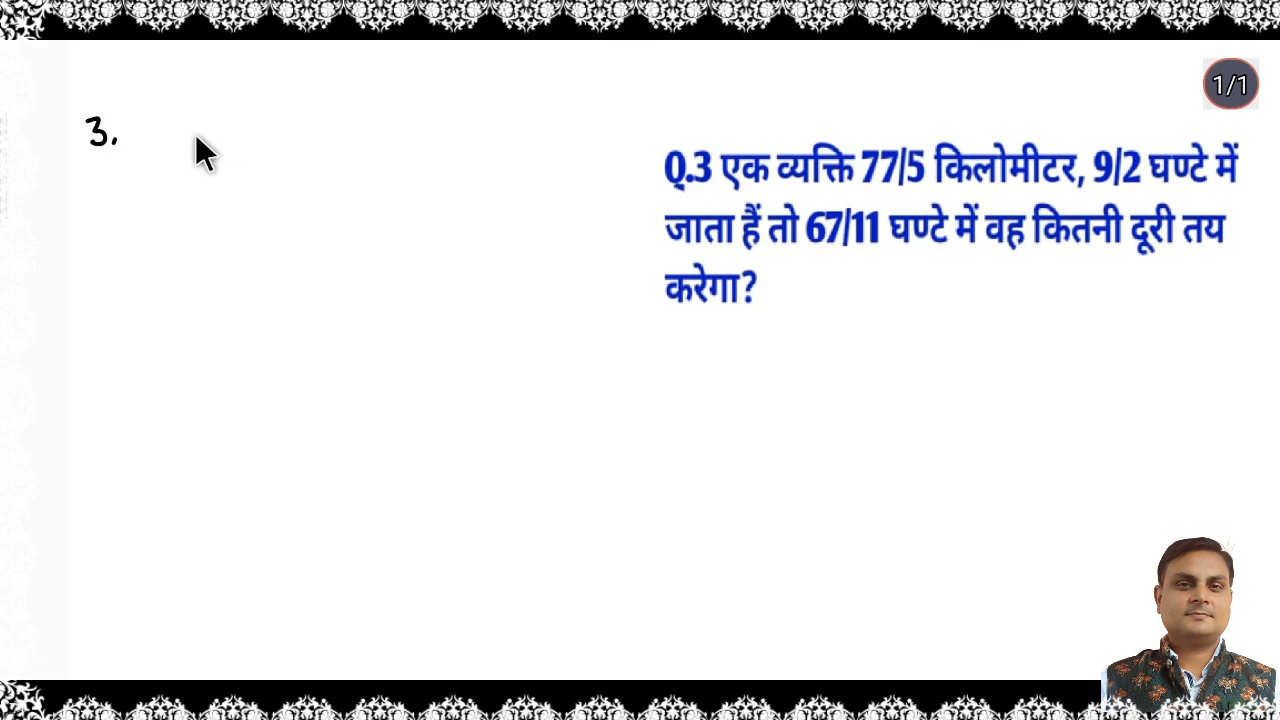 1/1
3.
Q.3 एक व्यक्ति 77/5 किलोमीटर, 9/2 घण्टे में
जाता हैं तो 67/11 घण्टे में वह कितनी दूरी तय
करेगा?